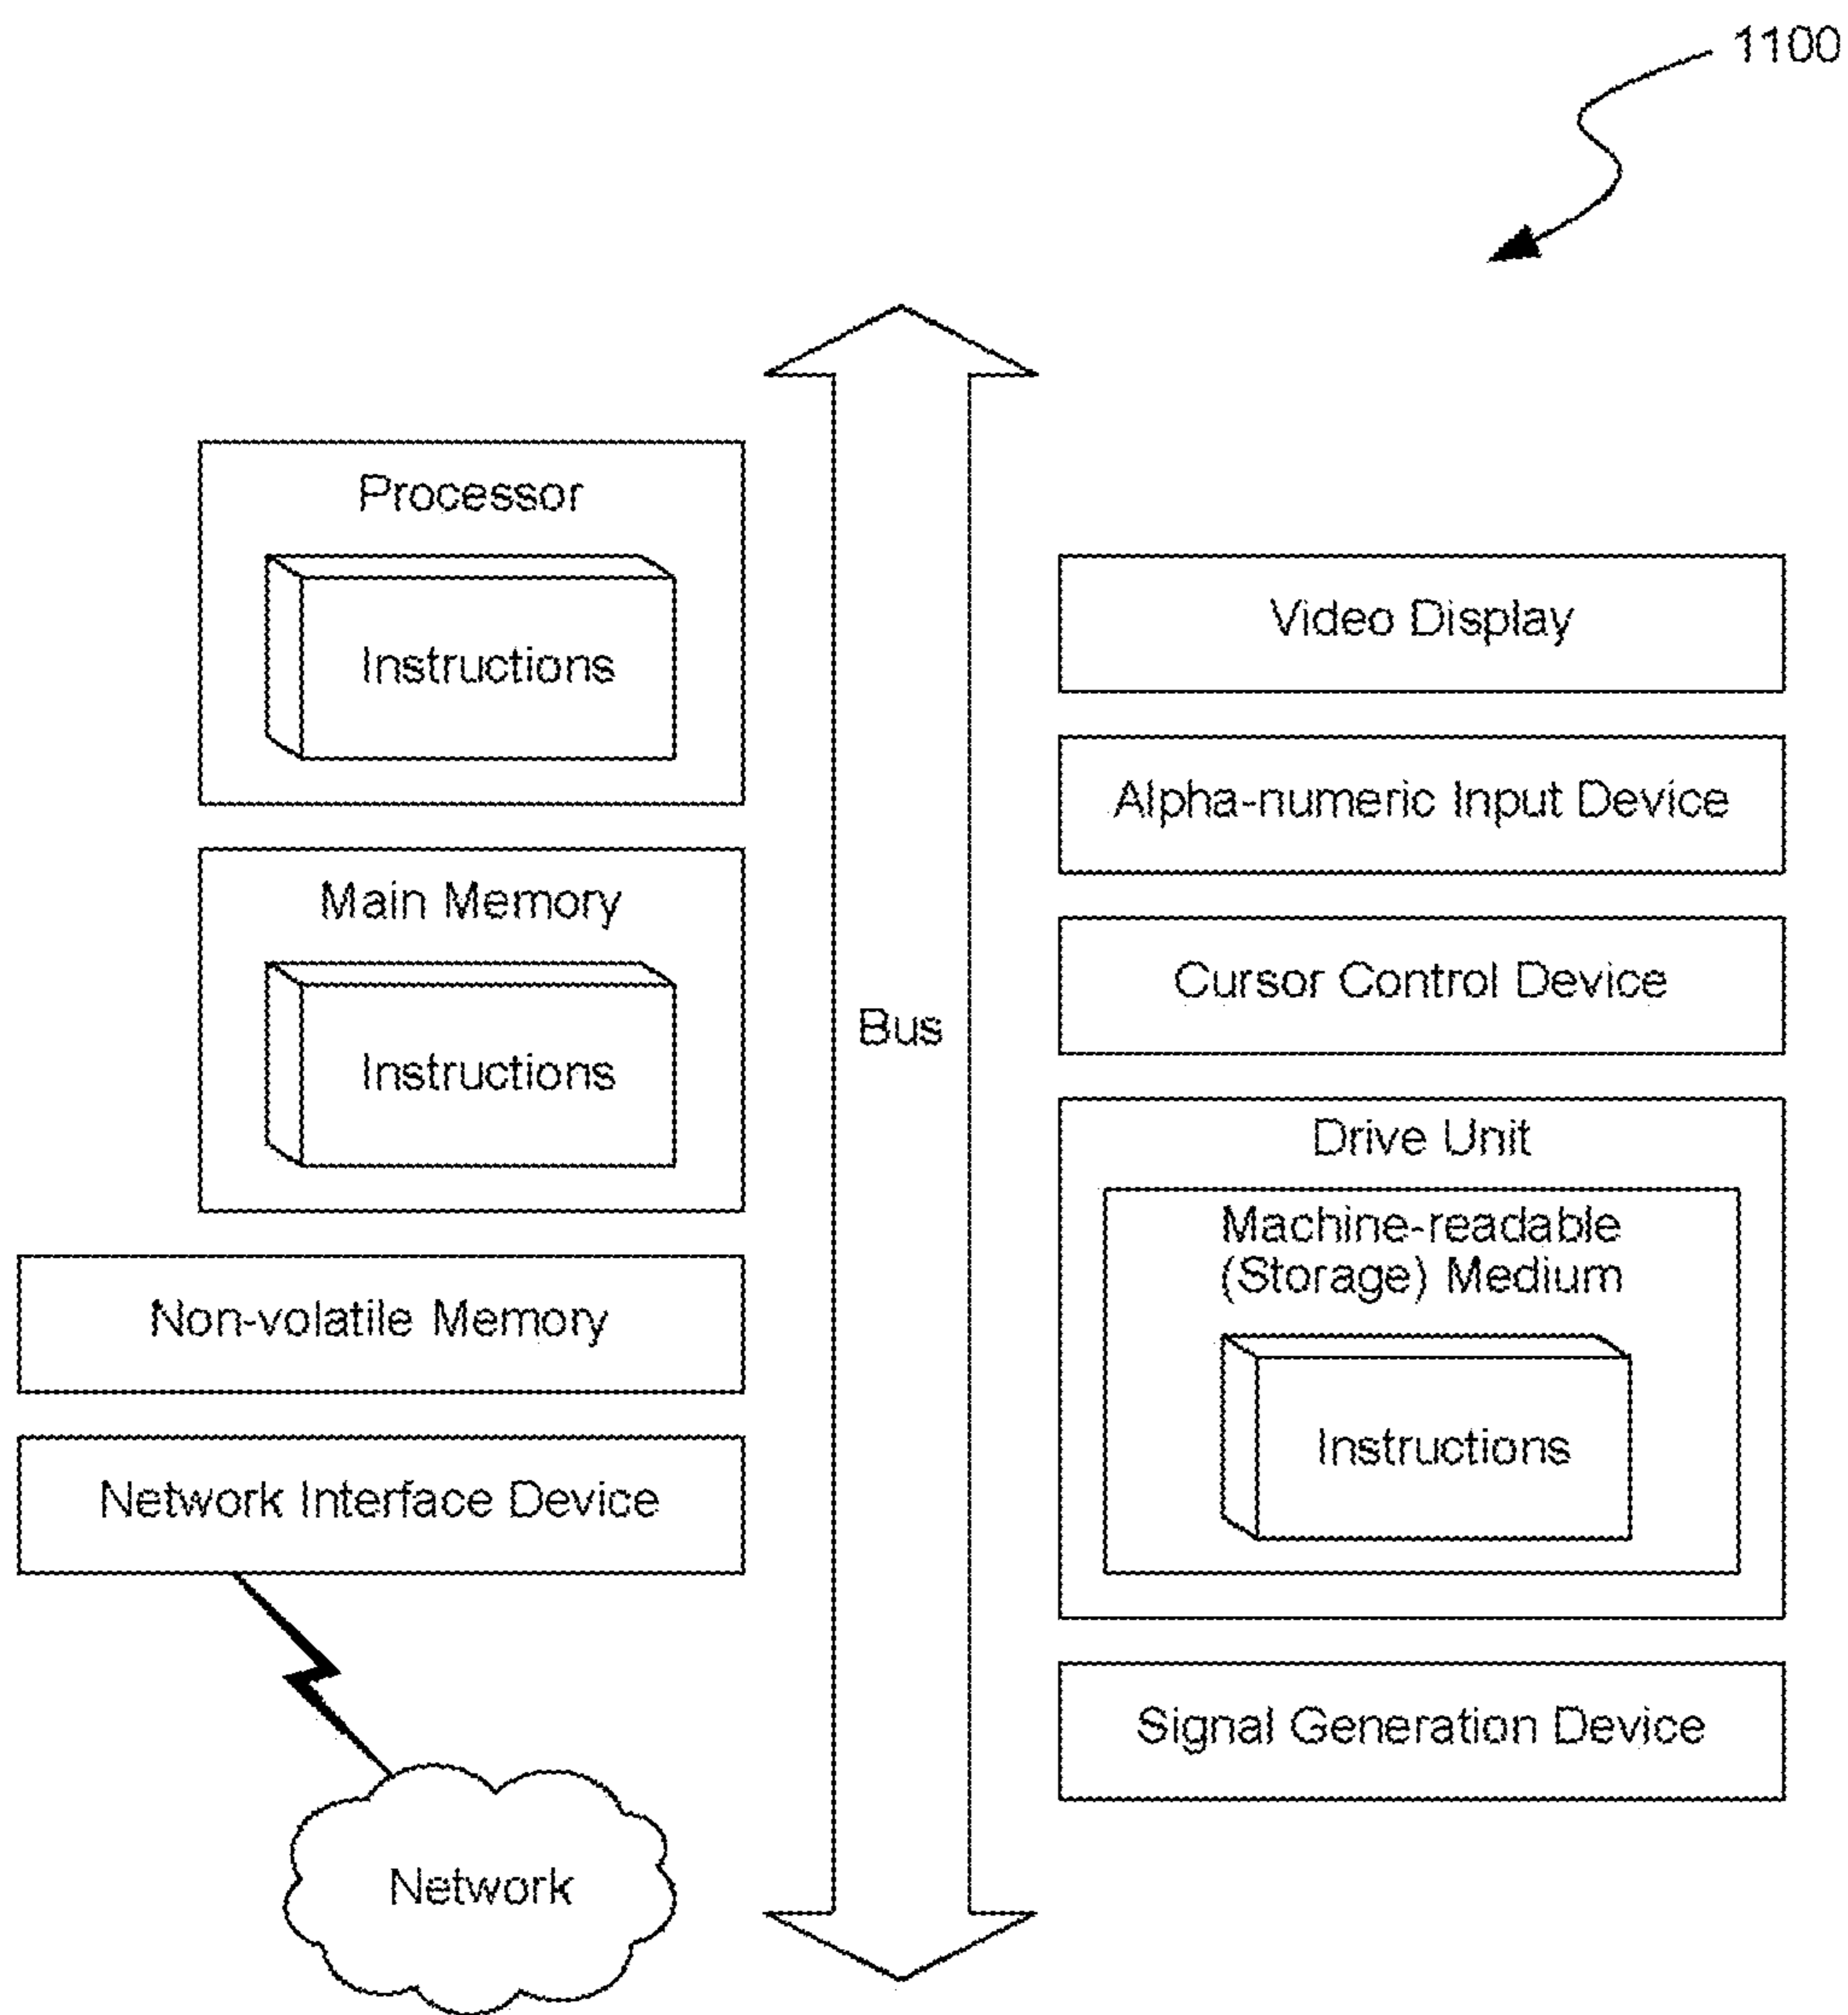 1100
Processor
Instructions
Main Memory
Instructions
Non-volatile Memory
Network Interface Device
Network
Bus
Video Display
Alpha-numeric Input Device
Cursor Control Device
Drive Unit
Machine-readable
(Storage) Medium
Instructions
Signal Generation Device